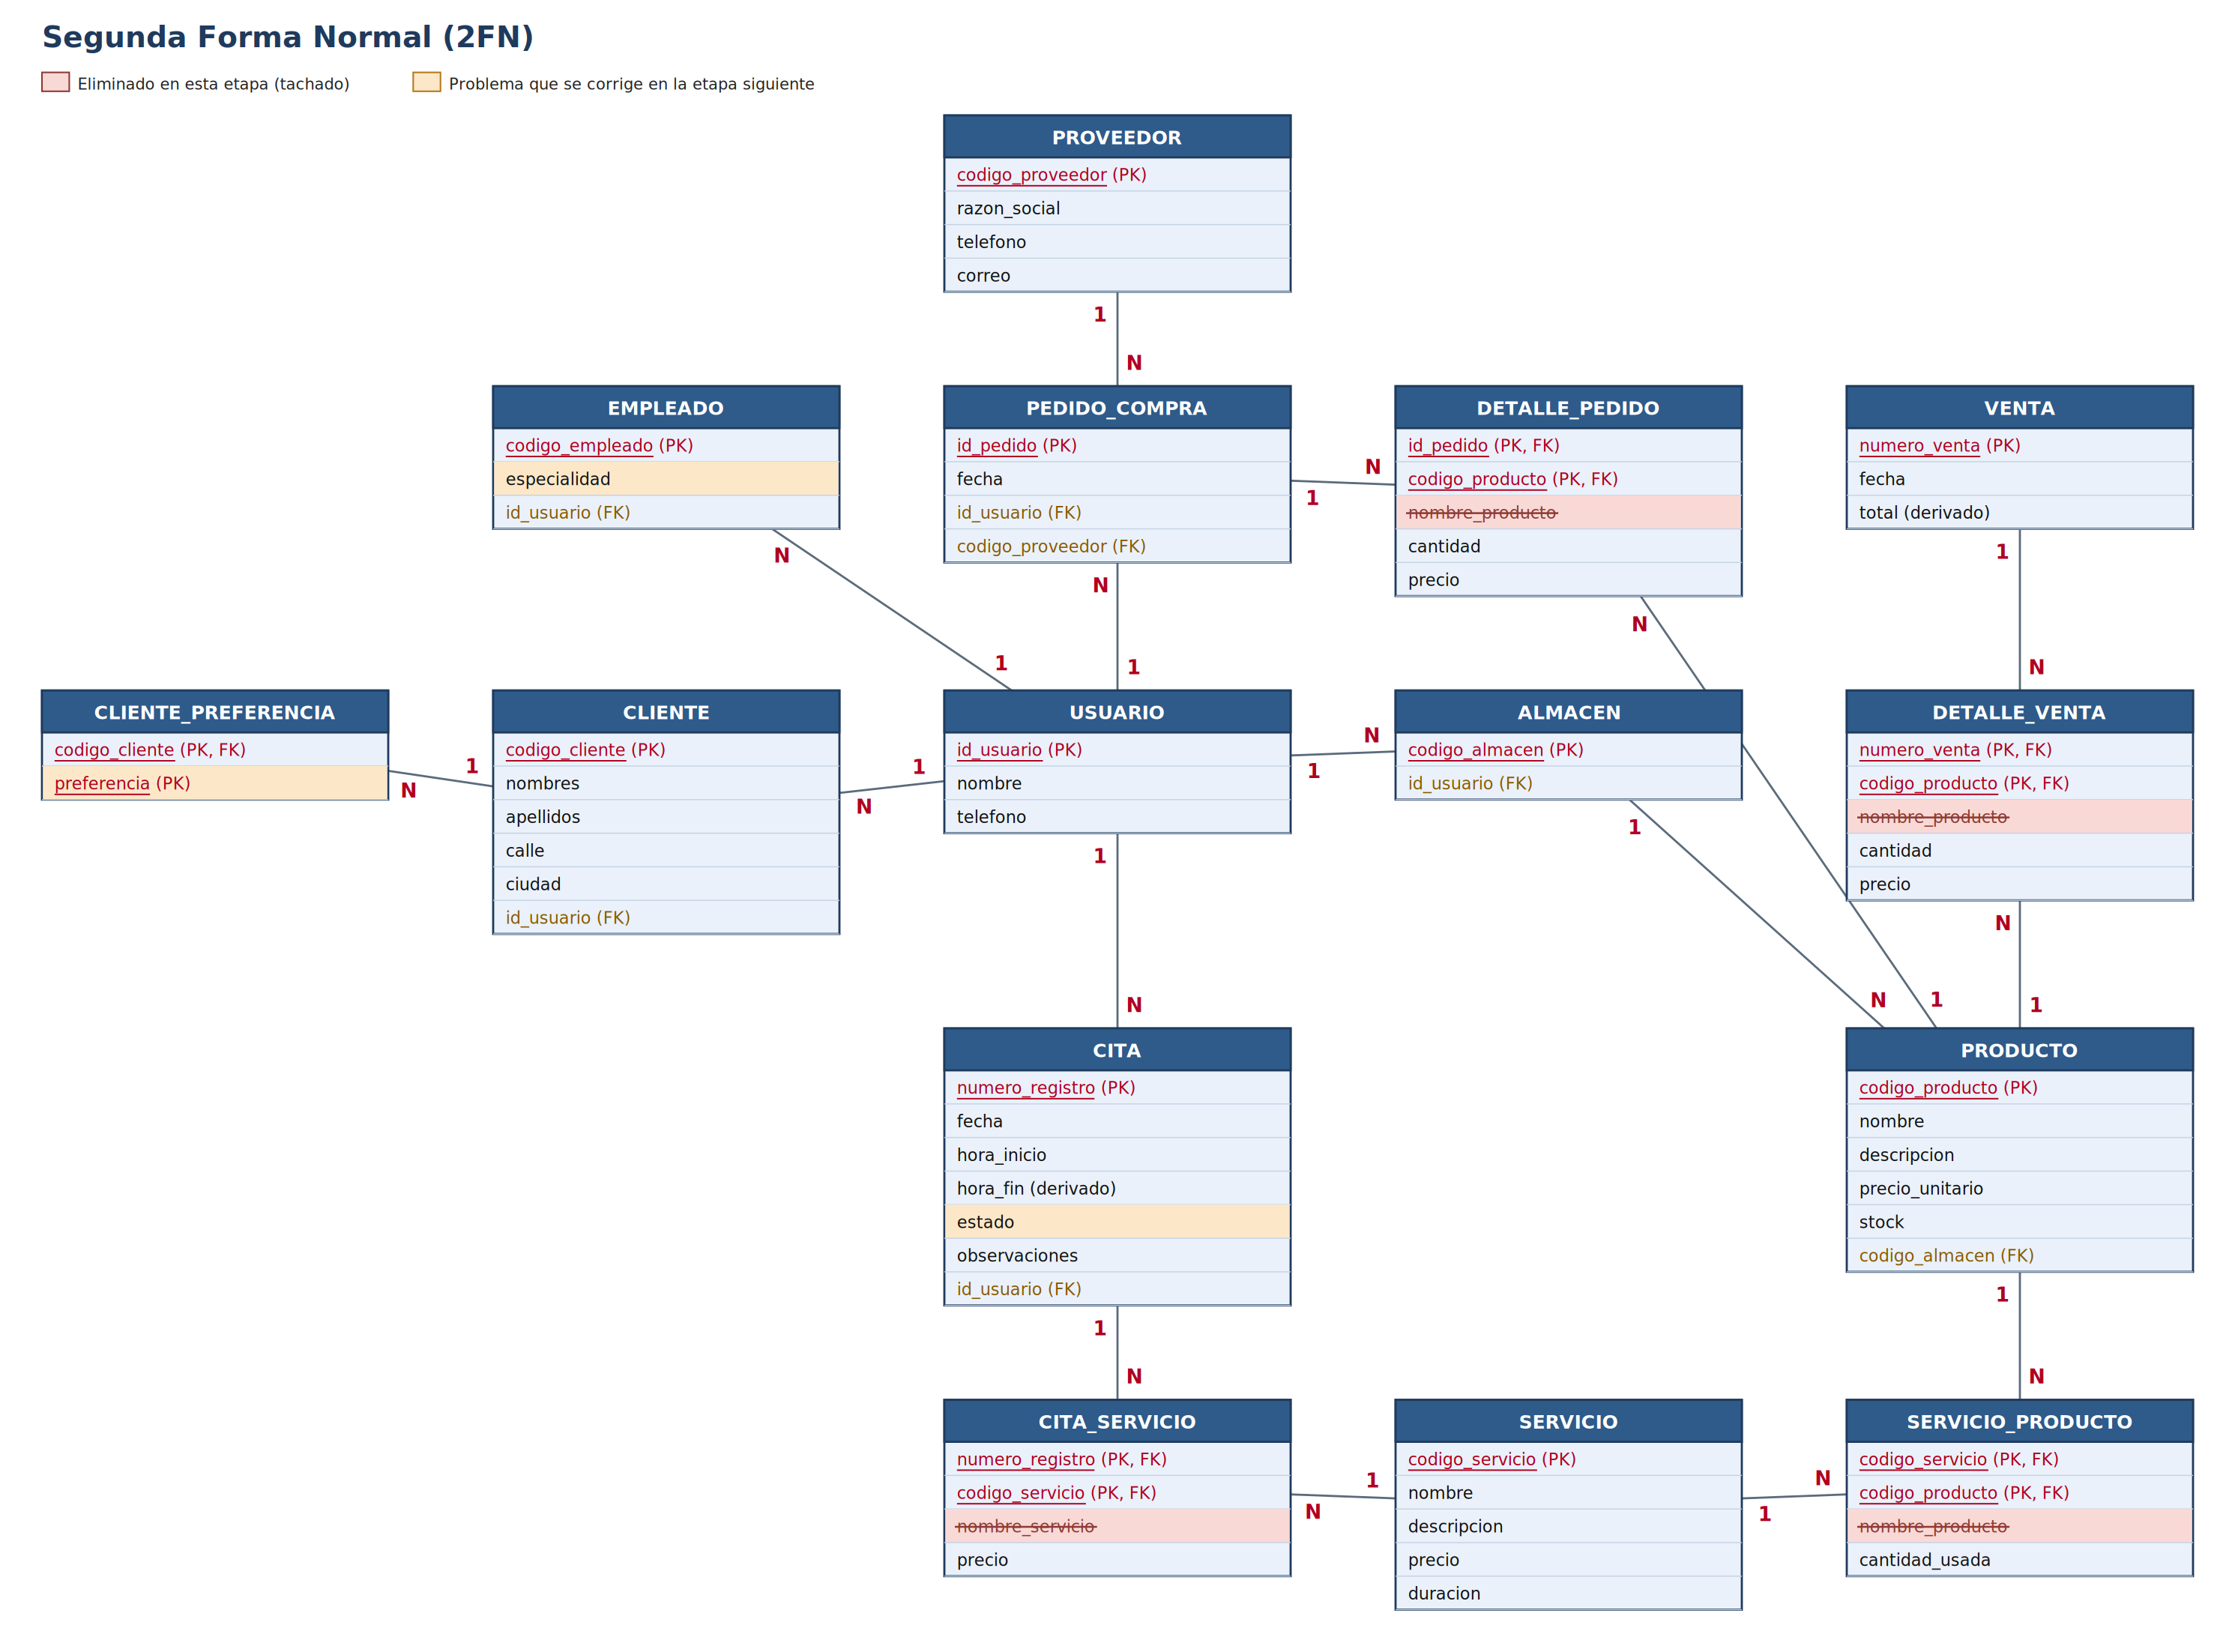 Segunda Forma Normal (2FN)
Eliminado en esta etapa (tachado)
Problema que se corrige en la etapa siguiente
PROVEEDOR
codigo_proveedor (PK)
razon_social
telefono
correo
1
N
EMPLEADO
codigo_empleado (PK)
especialidad
id_usuario (FK)
N
1
PEDIDO_COMPRA
id_pedido (PK)
fecha
id_usuario (FK)
codigo_proveedor (FK)
N
1
N
1
DETALLE_PEDIDO
id_pedido (PK, FK)
codigo_producto (PK, FK)
nombre_producto
cantidad
precio
N
VENTA
numero_venta (PK)
fecha
total (derivado)
1
N
CLIENTE_PREFERENCIA
codigo_cliente (PK, FK)
preferencia (PK)
1
N
CLIENTE
codigo_cliente (PK)
nombres
apellidos
calle
ciudad
id_usuario (FK)
1
N
USUARIO
id_usuario (PK)
nombre
telefono
1
N
N
1
ALMACEN
codigo_almacen (PK)
id_usuario (FK)
1
DETALLE_VENTA
numero_venta (PK, FK)
codigo_producto (PK, FK)
nombre_producto
cantidad
precio
N
N
1
1
CITA
numero_registro (PK)
fecha
hora_inicio
hora_fin (derivado)
estado
observaciones
id_usuario (FK)
1
N
PRODUCTO
codigo_producto (PK)
nombre
descripcion
precio_unitario
stock
codigo_almacen (FK)
1
N
CITA_SERVICIO
numero_registro (PK, FK)
codigo_servicio (PK, FK)
nombre_servicio
precio
1
N
SERVICIO
codigo_servicio (PK)
nombre
descripcion
precio
duracion
N
1
SERVICIO_PRODUCTO
codigo_servicio (PK, FK)
codigo_producto (PK, FK)
nombre_producto
cantidad_usada